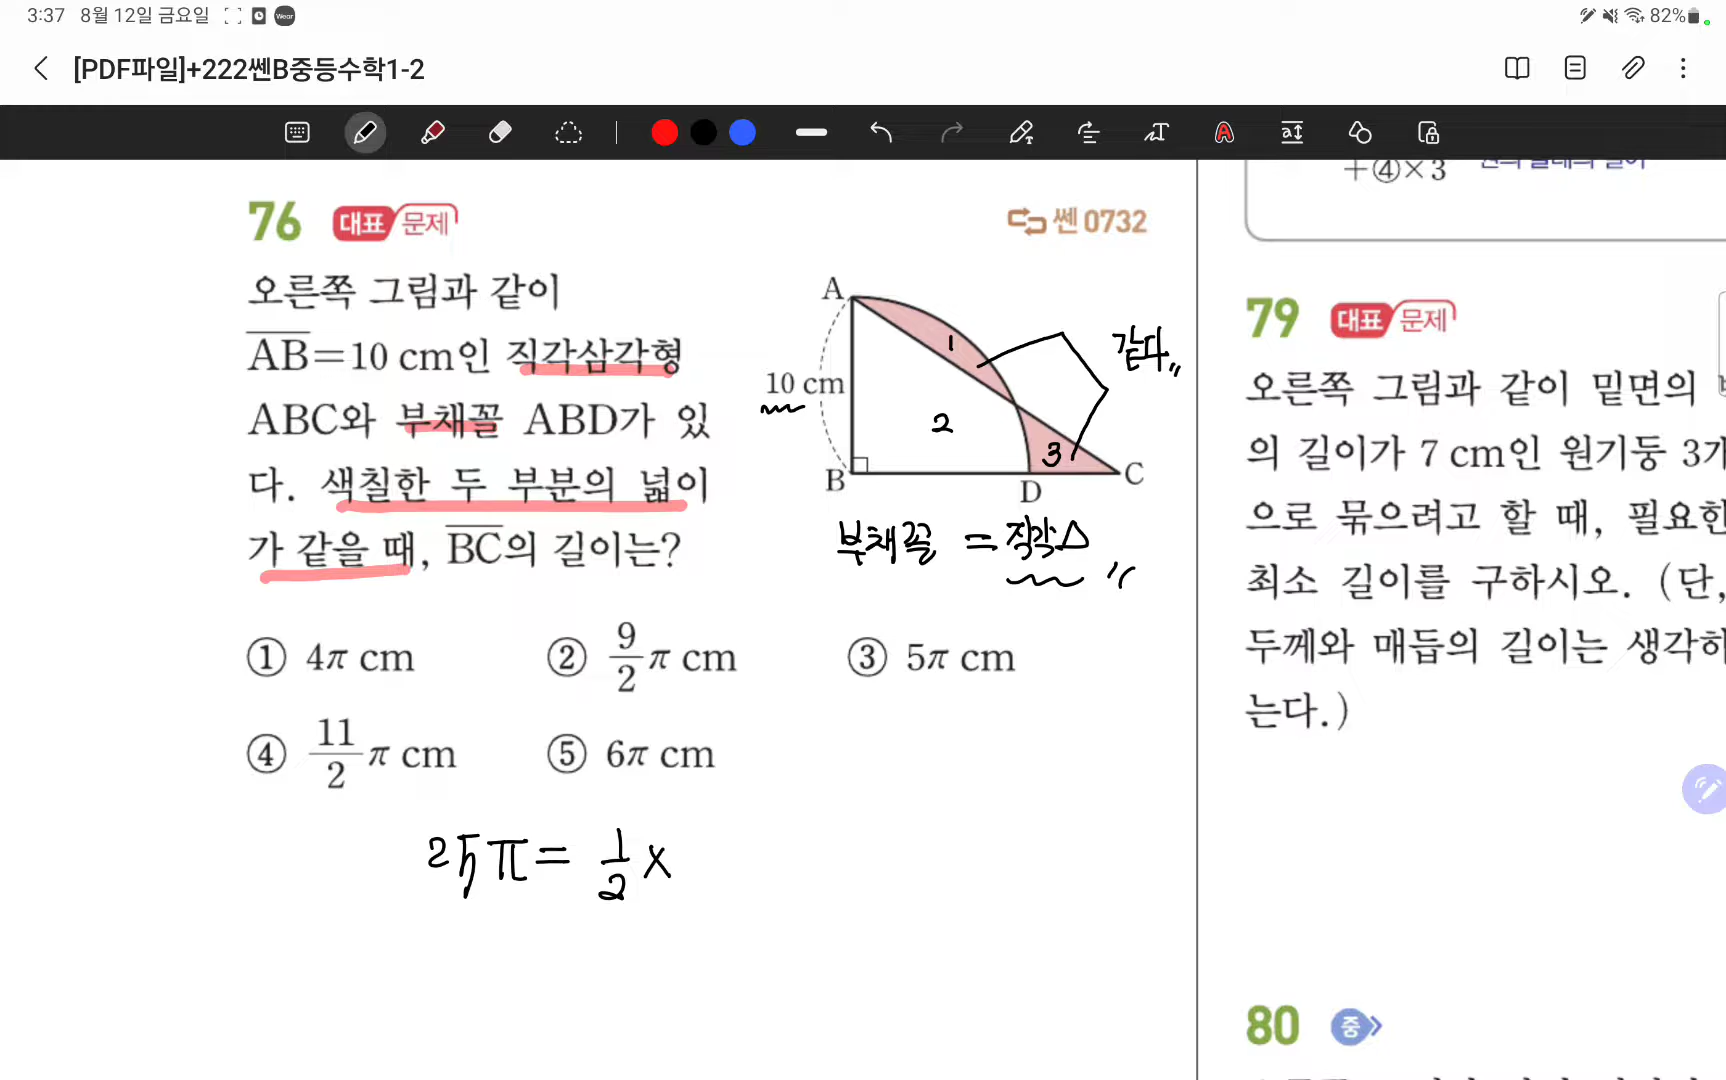 3:37 8월 12일 금요일 Wear 82%
[PDF파일]+222쎈B중등수학1-2
76 대표 문제 쎈 0732
오른쪽 그림과 같이
AB=10 cm인 직각삼각형
ABC와 부채꼴 ABD가 있
다. 색칠한 두 부분의 넓이
가 같을 때, BC의 길이는?
A
1
같다.,,
10 cm
2
3
B
D
C
부채꼴 = 직각△ "
① 4π cm ② 9/2 π cm ③ 5π cm
④ 11/2 π cm ⑤ 6π cm
25π = 1/2 x
+④×3
79 대표 문제
오른쪽 그림과 같이 밑면의
의 길이가 7 cm인 원기둥 3
으로 묶으려고 할 때, 필요한
최소 길이를 구하시오. (단,
두께와 매듭의 길이는 생각하
는다.)
80 중